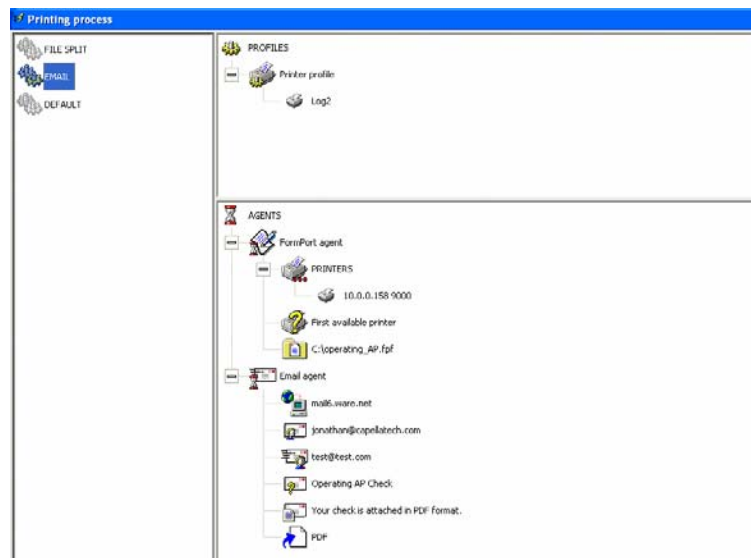 Printing process
FILE SPLIT
EMAIL
DEFAULT
PROFILES
Printer profile
Log2
AGENTS
FormPort agent
PRINTERS
10.0.0.158 9000
First available printer
C:\operating_AP.fpf
Email agent
mail6.ware.net
jonathan@capellatech.com
test@test.com
Operating AP Check
Your check is attached in PDF format.
PDF